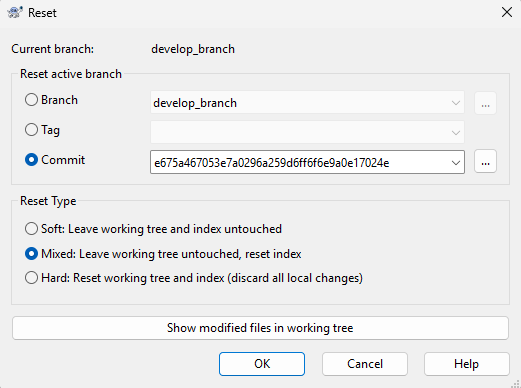 Reset
Current branch: develop_branch
Reset active branch
Branch develop_branch ...
Tag
Commit e675a467053e7a0296a259d6ff6f6e9a0e17024e ...
Reset Type
Soft: Leave working tree and index untouched
Mixed: Leave working tree untouched, reset index
Hard: Reset working tree and index (discard all local changes)
Show modified files in working tree
OK Cancel Help